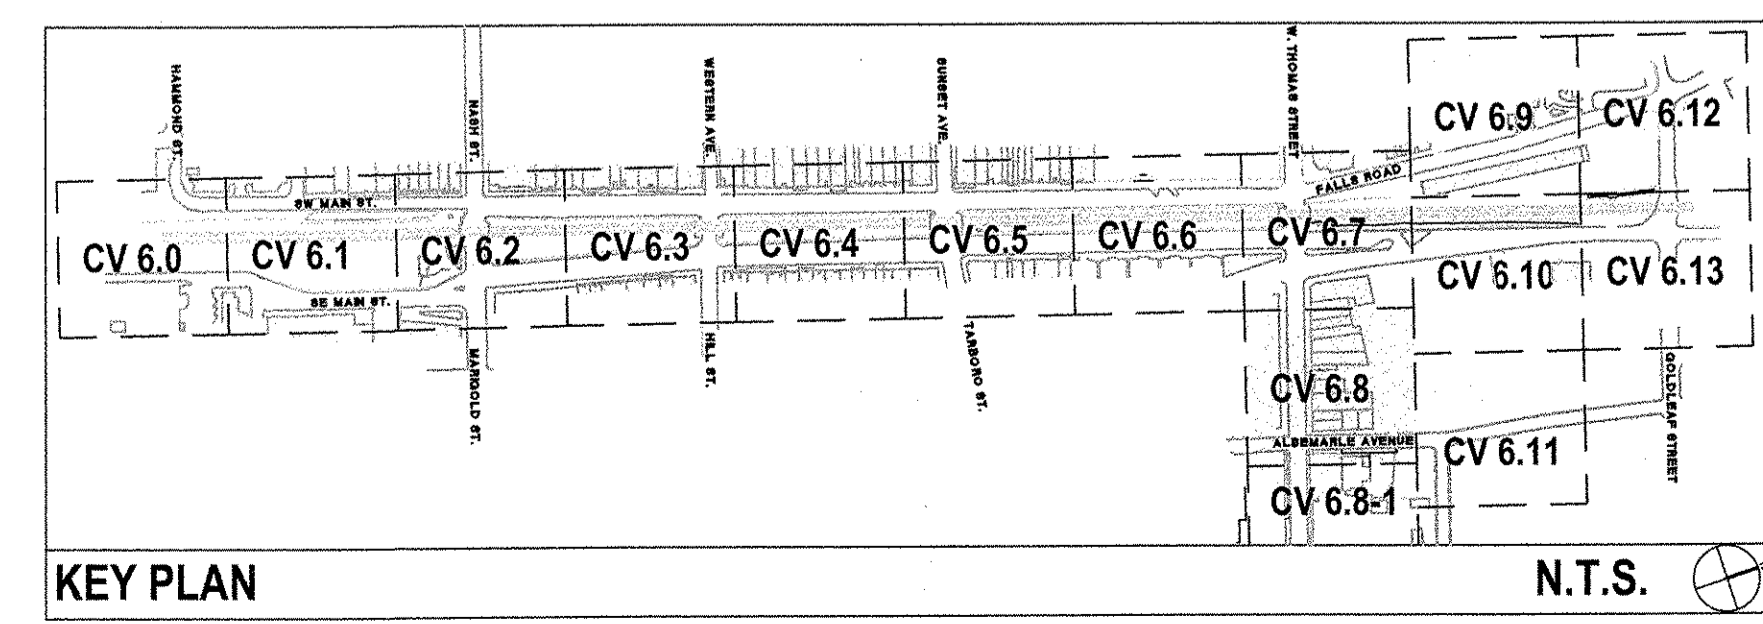 HAMMOND ST.
NASH ST.
WESTERN AVE.
SUNSET AVE.
W. THOMAS STREET
CV 6.9
CV 6.12
FALLS ROAD
SW MAIN ST.
CV 6.0
CV 6.1
CV 6.2
CV 6.3
CV 6.4
CV 6.5
CV 6.6
CV 6.7
CV 6.10
CV 6.13
SE MAIN ST.
MARIGOLD ST.
HILL ST.
TARBORO ST.
GOLDLEAF STREET
CV 6.8
ALBEMARLE AVENUE
CV 6.11
CV 6.8-1
KEY PLAN
N.T.S.